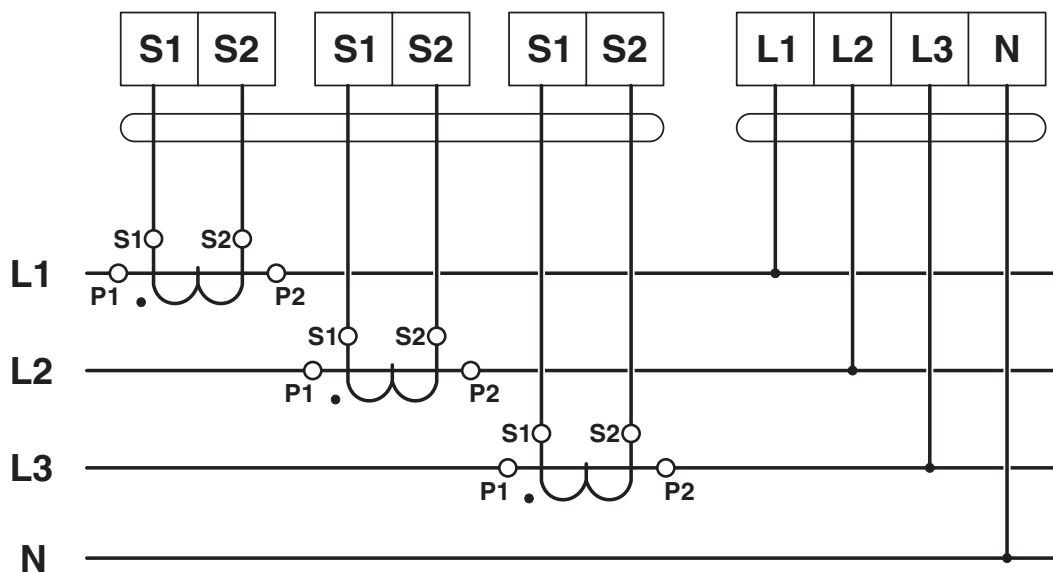 S1 S2 S1 S2 S1 S2 L1 L2 L3 N
S1 S2
L1
P1 P2
S1 S2
L2
P1 P2
S1 S2
L3
P1 P2
N